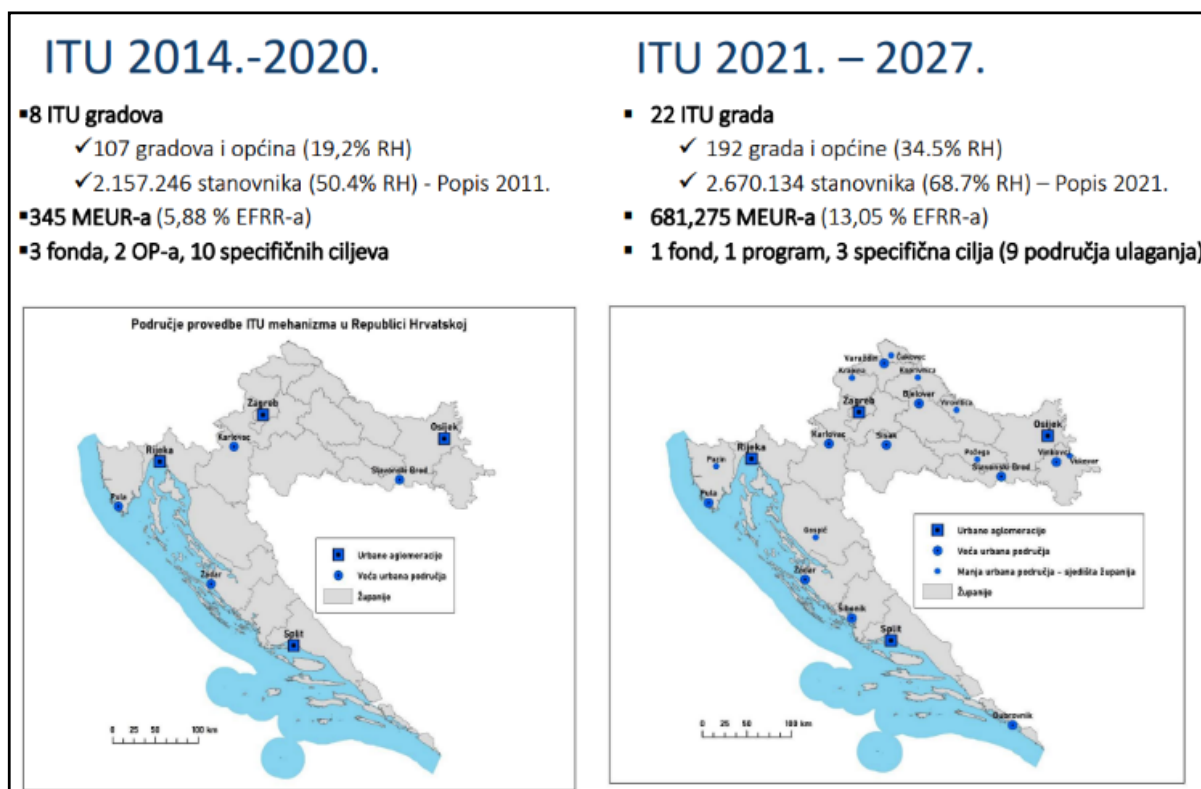 ITU 2014.-2020.
▪8 ITU gradova
✓107 gradova i općina (19,2% RH)
✓2.157.246 stanovnika (50.4% RH) - Popis 2011.
▪345 MEUR-a (5,88 % EFRR-a)
▪3 fonda, 2 OP-a, 10 specifičnih ciljeva
Područje provedbe ITU mehanizma u Republici Hrvatskoj
Zagreb
Osijek
Karlovac
Rijeka
Slavonski Brod
Pula
Urbane aglomeracije
Veća urbana područja
Županije
Zadar
Split
0 25 50 100 km
ITU 2021. – 2027.
▪ 22 ITU grada
✓ 192 grada i općine (34.5% RH)
✓ 2.670.134 stanovnika (68.7% RH) – Popis 2021.
▪ 681,275 MEUR-a (13,05 % EFRR-a)
▪ 1 fond, 1 program, 3 specifična cilja (9 područja ulaganja)
Varaždin
Čakovec
Krapina
Koprivnica
Bjelovar
Virovitica
Zagreb
Osijek
Karlovac
Sisak
Rijeka
Požega
Vinkovci
Vukovar
Pazin
Slavonski Brod
Pula
Gospić
Urbane aglomeracije
Veća urbana područja
Manja urbana područja – sjedišta županija
Županije
Zadar
Šibenik
Split
Dubrovnik
0 25 50 100 km